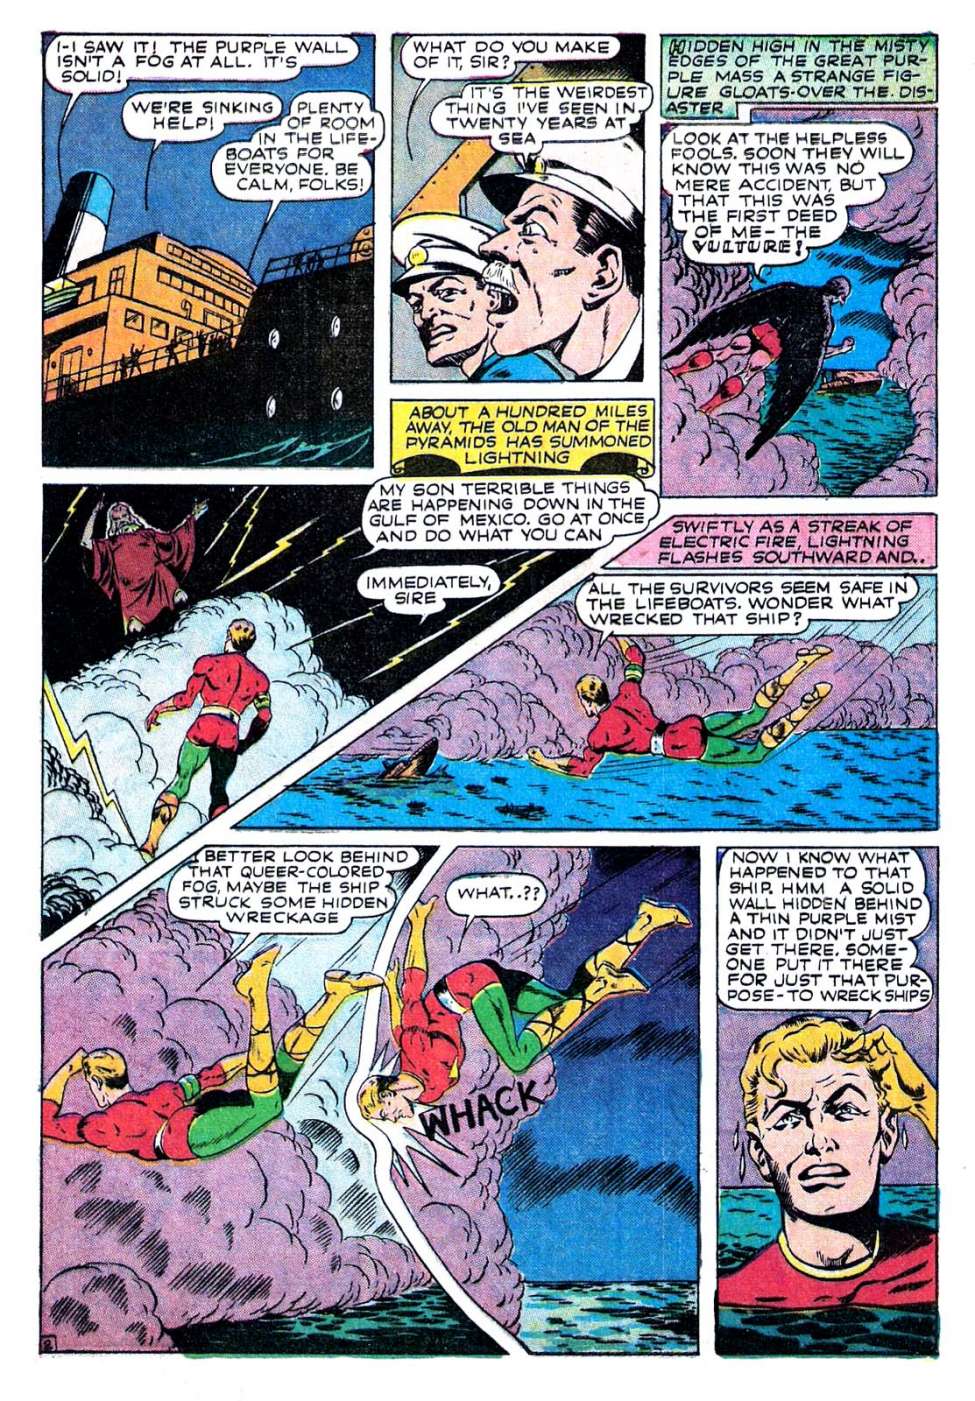 I-I SAW IT! THE PURPLE WALL
ISN'T A FOG AT ALL. IT'S
SOLID!
WE'RE SINKING
HELP!
PLENTY
OF ROOM
IN THE LIFE-
BOATS FOR
EVERYONE. BE
CALM, FOLKS!
WHAT DO YOU MAKE
OF IT, SIR?
IT'S THE WEIRDEST
THING I'VE SEEN IN
TWENTY YEARS AT
SEA
HIDDEN HIGH IN THE MISTY
EDGES OF THE GREAT PUR-
PLE MASS A STRANGE FIG-
URE GLOATS-OVER THE. DIS-
ASTER
LOOK AT THE HELPLESS
FOOLS. SOON THEY WILL
KNOW THIS WAS NO
MERE ACCIDENT, BUT
THAT THIS WAS
THE FIRST DEED
OF ME-THE
VULTURE!
ABOUT A HUNDRED MILES
AWAY, THE OLD MAN OF THE
PYRAMIDS HAS SUMMONED
LIGHTNING
MY SON TERRIBLE THINGS
ARE HAPPENING DOWN IN THE
GULF OF MEXICO. GO AT ONCE
AND DO WHAT YOU CAN
IMMEDIATELY,
SIRE
SWIFTLY AS A STREAK OF
ELECTRIC FIRE, LIGHTNING
FLASHES SOUTHWARD AND..
ALL THE SURVIVORS SEEM SAFE IN
THE LIFEBOATS. WONDER WHAT
WRECKED THAT SHIP?
BETTER LOOK BEHIND
THAT QUEER-COLORED
FOG, MAYBE THE SHIP
STRUCK SOME HIDDEN
WRECKAGE
WHAT..??
WHACK
NOW I KNOW WHAT
HAPPENED TO THAT
SHIP. HMM A SOLID
WALL HIDDEN BEHIND
A THIN PURPLE MIST
AND IT DIDN'T JUST
GET THERE. SOME-
ONE PUT IT THERE
FOR JUST THAT PUR-
POSE-TO WRECK SHIPS
2